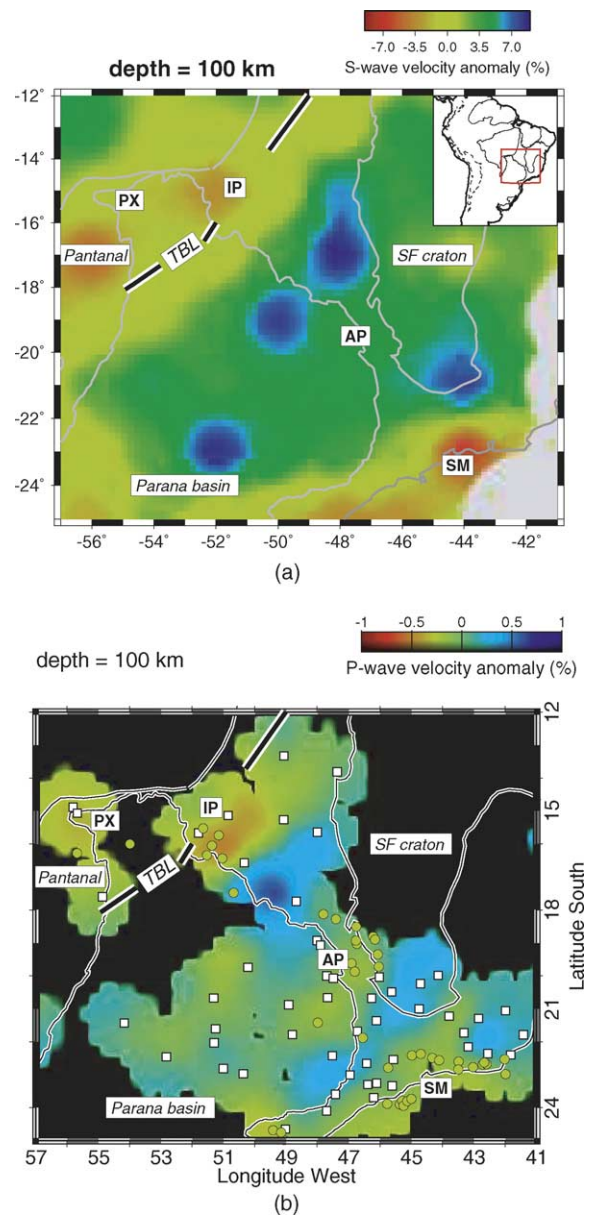 -7.0 -3.5 0.0 3.5 7.0
S-wave velocity anomaly (%)
depth = 100 km
-12°
-14°
-16°
-18°
-20°
-22°
-24°
PX
IP
Pantanal
TBL
SF craton
AP
SM
Parana basin
-56° -54° -52° -50° -48° -46° -44° -42°
(a)
-1 -0.5 0 0.5 1
P-wave velocity anomaly (%)
depth = 100 km
12
15
18
21
24
Latitude South
IP
PX
Pantanal
TBL
SF craton
AP
SM
Parana basin
57 55 53 51 49 47 45 43 41
Longitude West
(b)